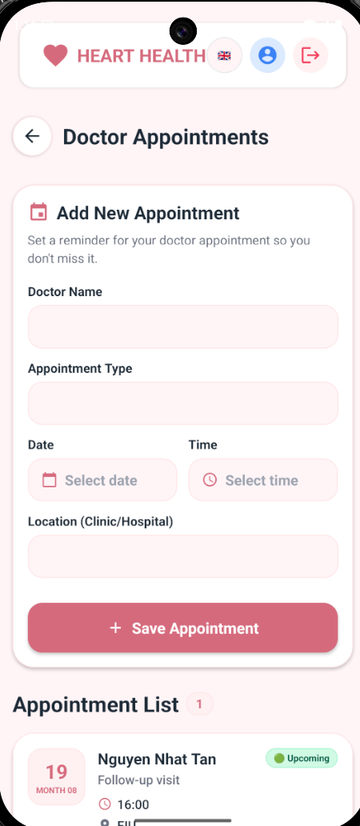 HEART HEALTH
Doctor Appointments
Add New Appointment
Set a reminder for your doctor appointment so you
don't miss it.
Doctor Name
Appointment Type
Date
Time
Select date
Select time
Location (Clinic/Hospital)
+ Save Appointment
Appointment List 1
19
MONTH 08
Nguyen Nhat Tan
Upcoming
Follow-up visit
16:00